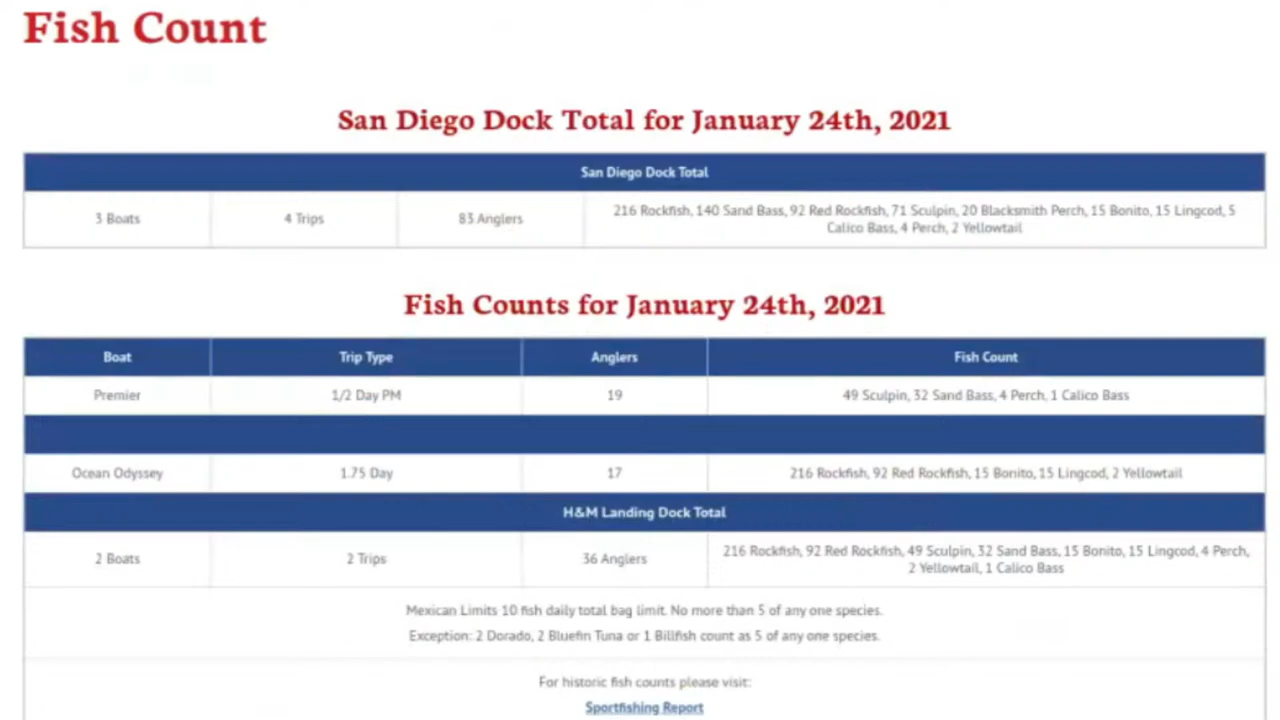 Fish Count
San Diego Dock Total for January 24th, 2021
San Diego Dock Total
3 Boats
4 Trips
83 Anglers
216 Rockfish, 140 Sand Bass, 92 Red Rockfish, 71 Sculpin, 20 Blacksmith Perch, 15 Bonito, 15 Lingcod, 5
Calico Bass, 4 Perch, 2 Yellowtail
Fish Counts for January 24th, 2021
Boat
Trip Type
Anglers
Fish Count
Premier
1/2 Day PM
19
49 Sculpin, 32 Sand Bass, 4 Perch, 1 Calico Bass
Ocean Odyssey
1.75 Day
17
216 Rockfish, 92 Red Rockfish, 15 Bonito, 15 Lingcod, 2 Yellowtail
H&M Landing Dock Total
2 Boats
2 Trips
36 Anglers
216 Rockfish, 92 Red Rockfish, 49 Sculpin, 32 Sand Bass, 15 Bonito, 15 Lingcod, 4 Perch,
2 Yellowtail, 1 Calico Bass
Mexican Limits 10 fish daily total bag limit. No more than 5 of any one species.
Exception: 2 Dorado, 2 Bluefin Tuna or 1 Billfish count as 5 of any one species.
For historic fish counts please visit:
Sportfishing Report